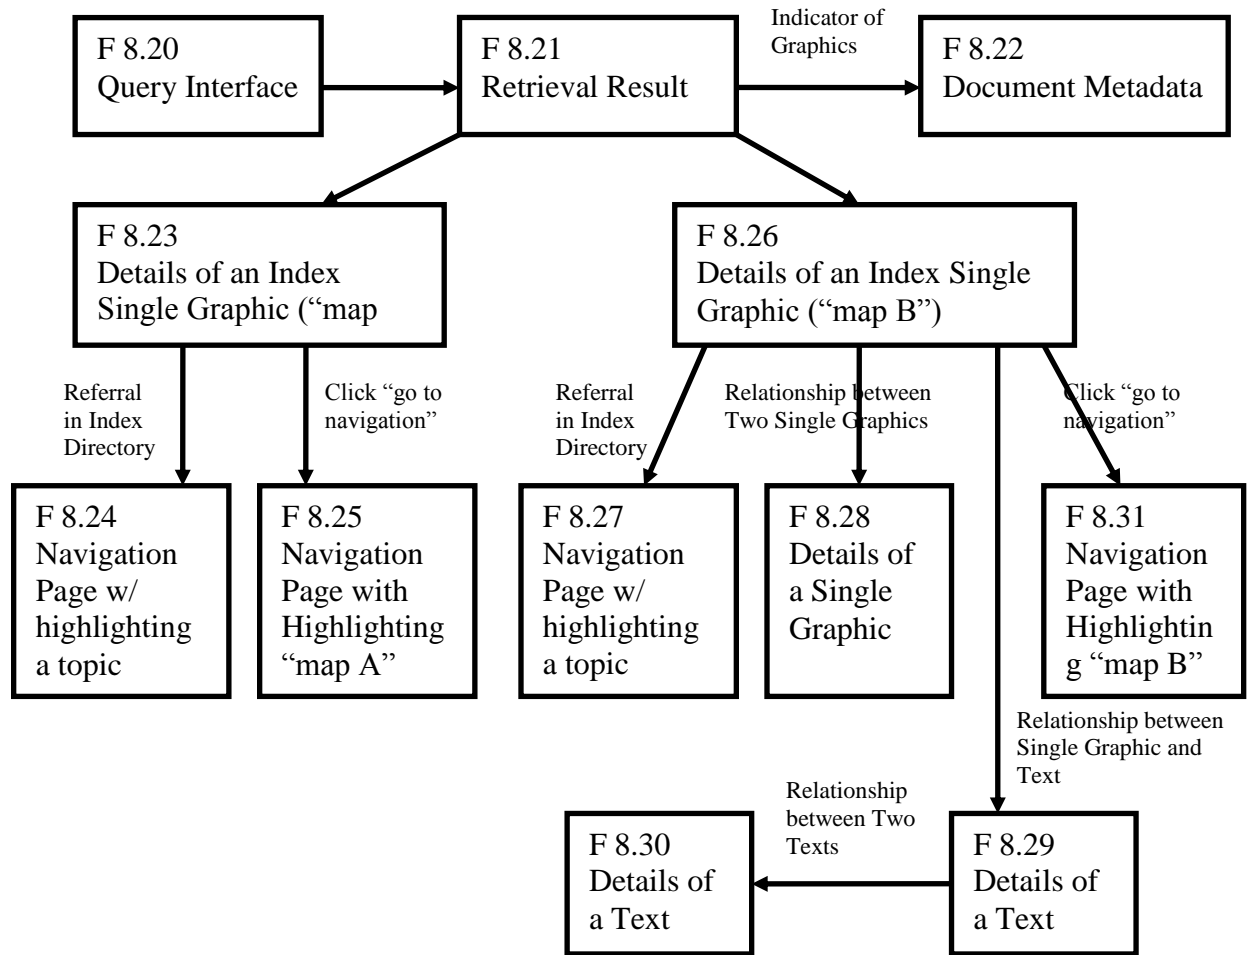 F 8.20
Query Interface
F 8.21
Retrieval Result
Indicator of
Graphics
F 8.22
Document Metadata
F 8.23
Details of an Index
Single Graphic (“map
F 8.26
Details of an Index Single
Graphic (“map B”)
Referral
in Index
Directory
Click “go to
navigation”
Referral
in Index
Directory
Relationship between
Two Single Graphics
Click “go to
navigation”
F 8.24
Navigation
Page w/
highlighting
a topic
F 8.25
Navigation
Page with
Highlighting
“map A”
F 8.27
Navigation
Page w/
highlighting
a topic
F 8.28
Details of
a Single
Graphic
F 8.31
Navigation
Page with
Highlightin
g “map B”
Relationship between
Single Graphic and
Text
Relationship
between Two
Texts
F 8.30
Details of
a Text
F 8.29
Details of
a Text